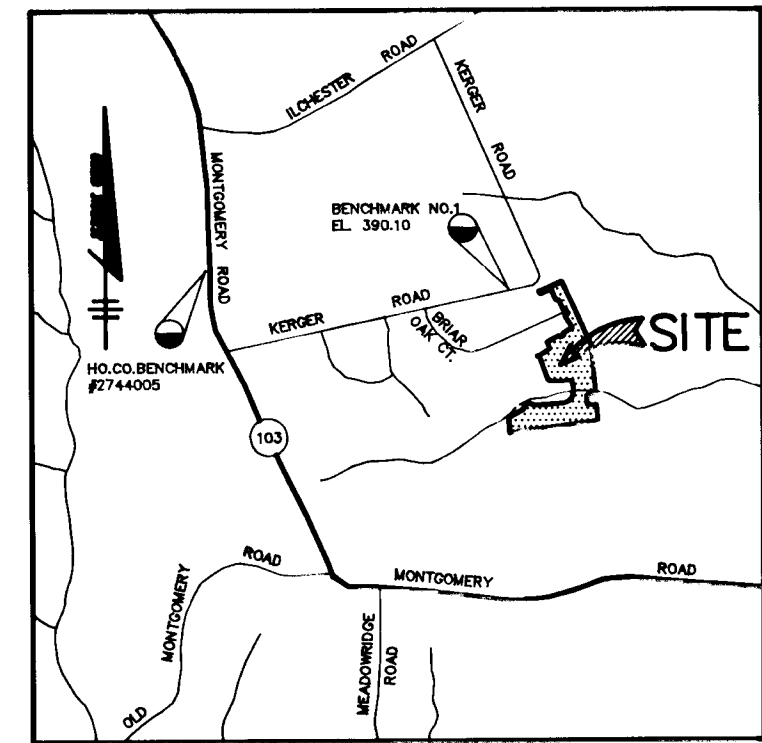 ILCHESTER ROAD
KERGER ROAD
MONTGOMERY ROAD
BENCHMARK NO.1
EL. 390.10
KERGER ROAD
BRIAR
OAK CT.
SITE
HO.CO.BENCHMARK
#2744005
103
OLD MONTGOMERY ROAD
MONTGOMERY ROAD
MEADOWRIDGE
ROAD